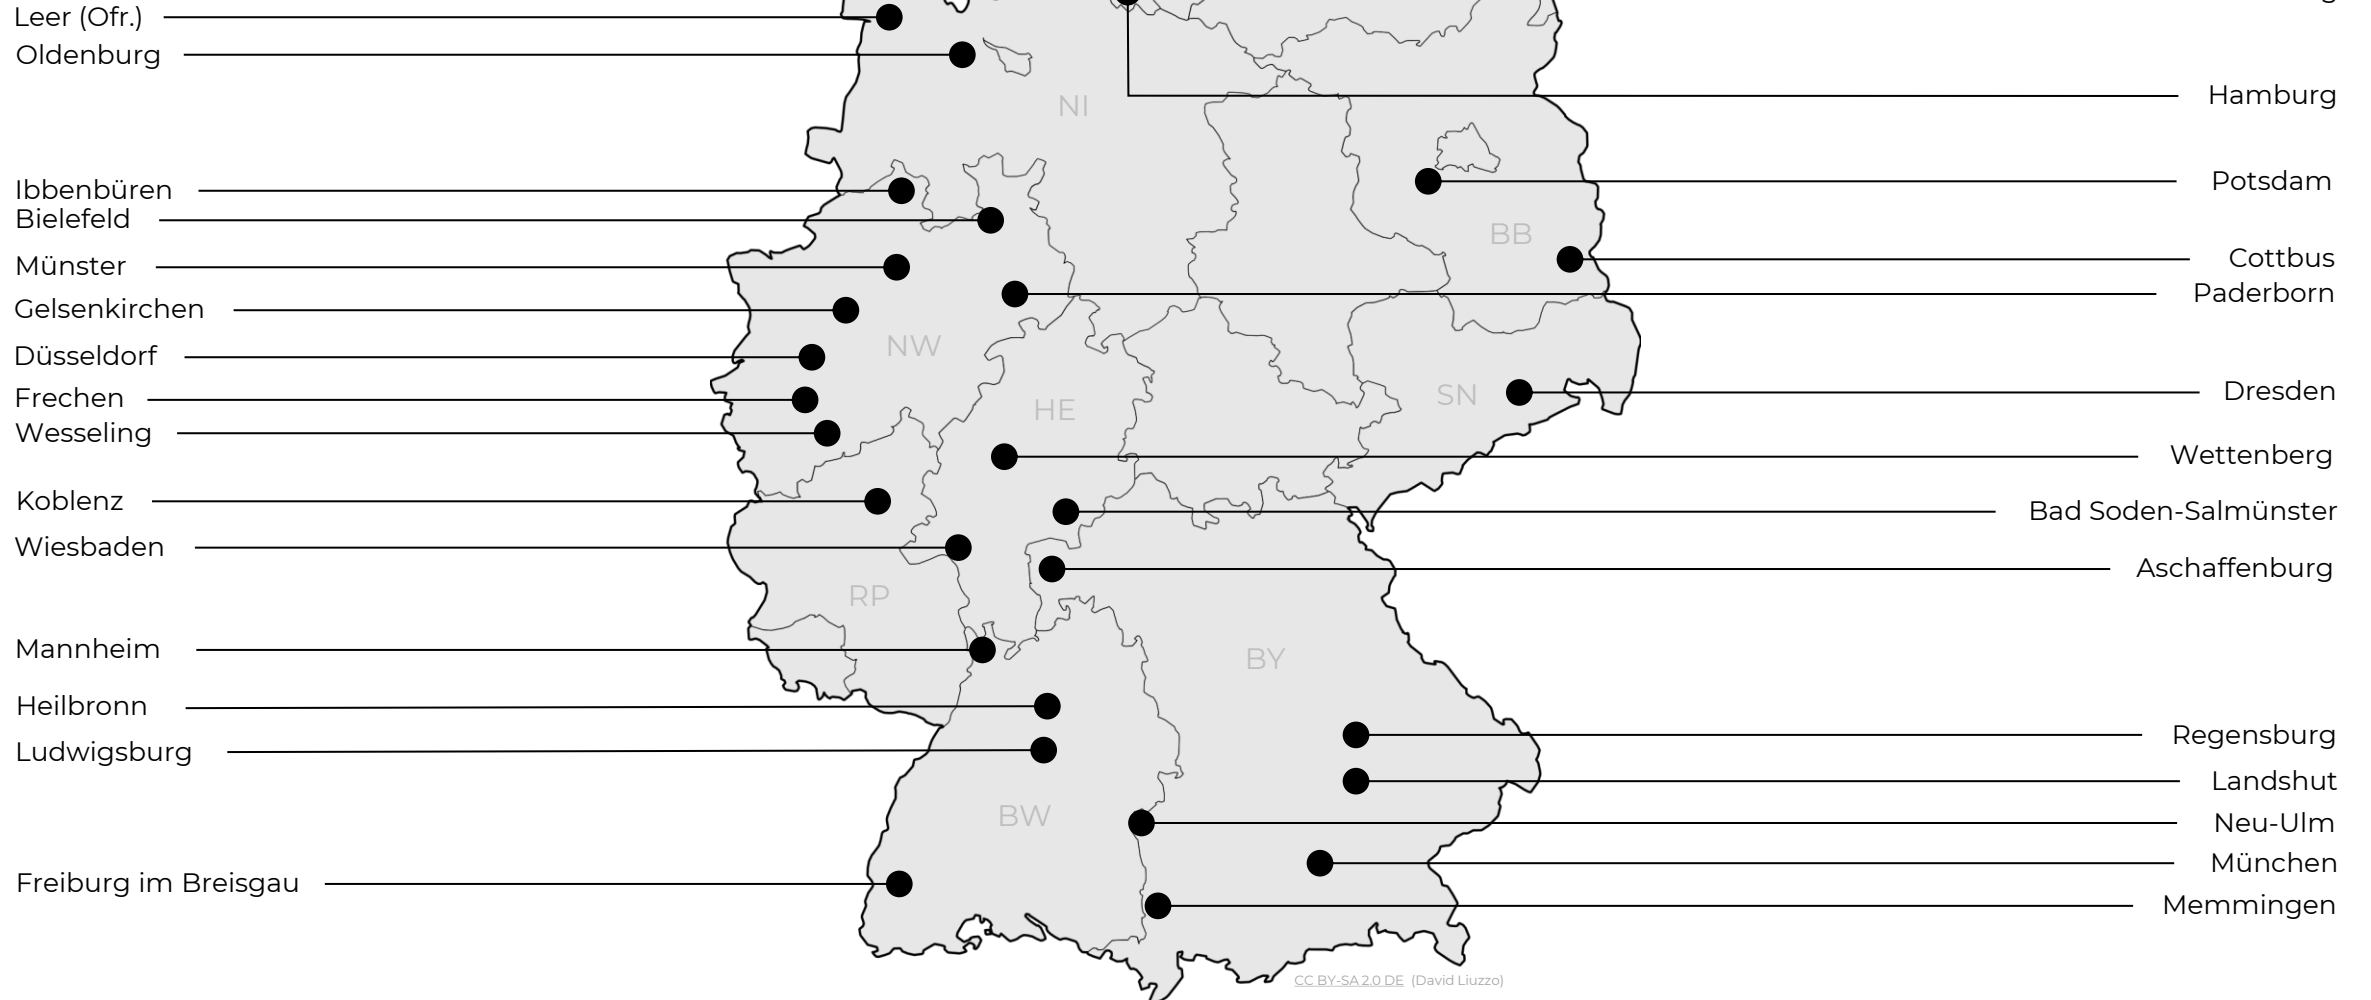 Leer (Ofr.)
Oldenburg
Ibbenbüren
Bielefeld
Münster
Gelsenkirchen
Düsseldorf
Frechen
Wesseling
Koblenz
Wiesbaden
Mannheim
Heilbronn
Ludwigsburg
Freiburg im Breisgau
NI
BB
NW
HE
SN
RP
BY
BW
Hamburg
Potsdam
Cottbus
Paderborn
Dresden
Wettenberg
Bad Soden-Salmünster
Aschaffenburg
Regensburg
Landshut
Neu-Ulm
München
Memmingen
CC BY-SA 2.0 DE (David Liuzzo)